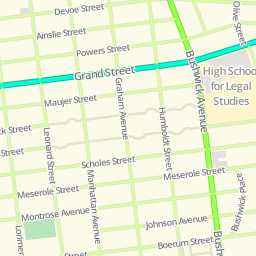 Devoe Street
Olive Street
Ainslie Street
Powers Street
Grand Street
Bushwick Avenue
High School
for Legal
Studies
Maujer Street
Graham Avenue
Humboldt Street
Street
Leonard Street
Scholes Street
Manhattan Avenue
Meserole Street
Meserole Street
Bushwick Place
Montrose Avenue
Johnson Avenue
Boerum Street